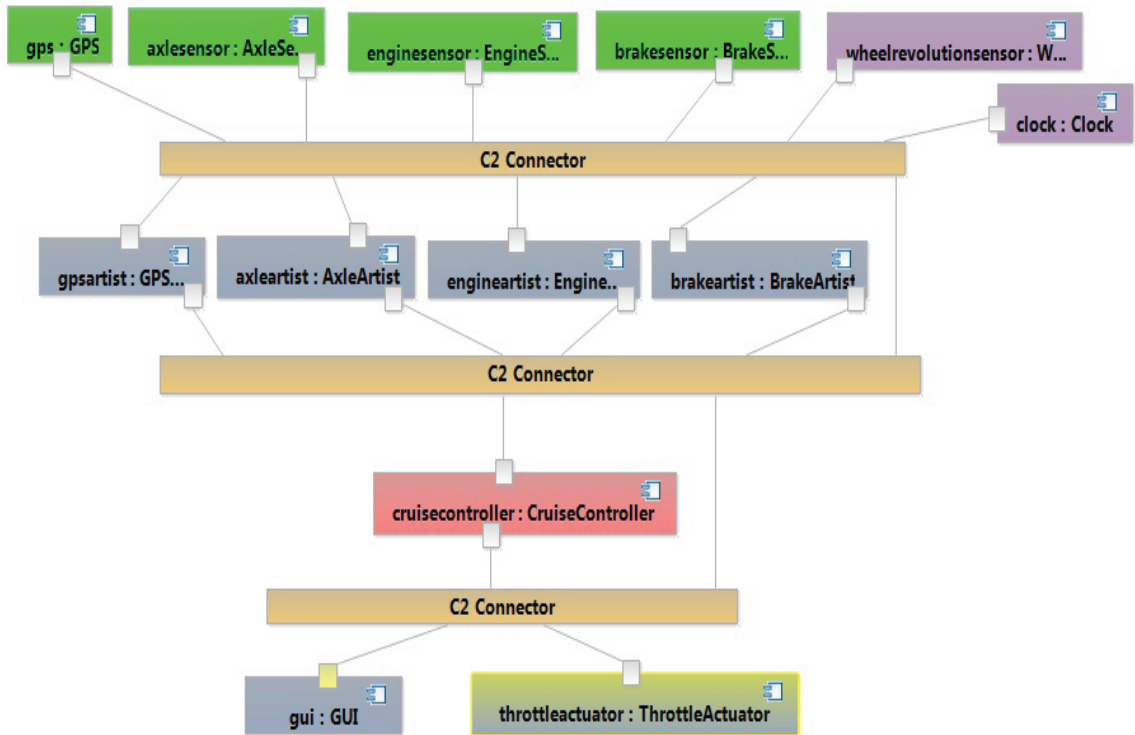 gps : GPS
axlesensor : AxleSe...
enginesensor : EngineS...
brakesensor : BrakeS...
wheelrevolutionsensor : W...
clock : Clock
C2 Connector
gpsartist : GPS...
axleartist : AxleArtist
engineartist : Engine...
brakeartist : BrakeArtist
C2 Connector
cruisecontroller : CruiseController
C2 Connector
gui : GUI
throttleactuator : ThrottleActuator